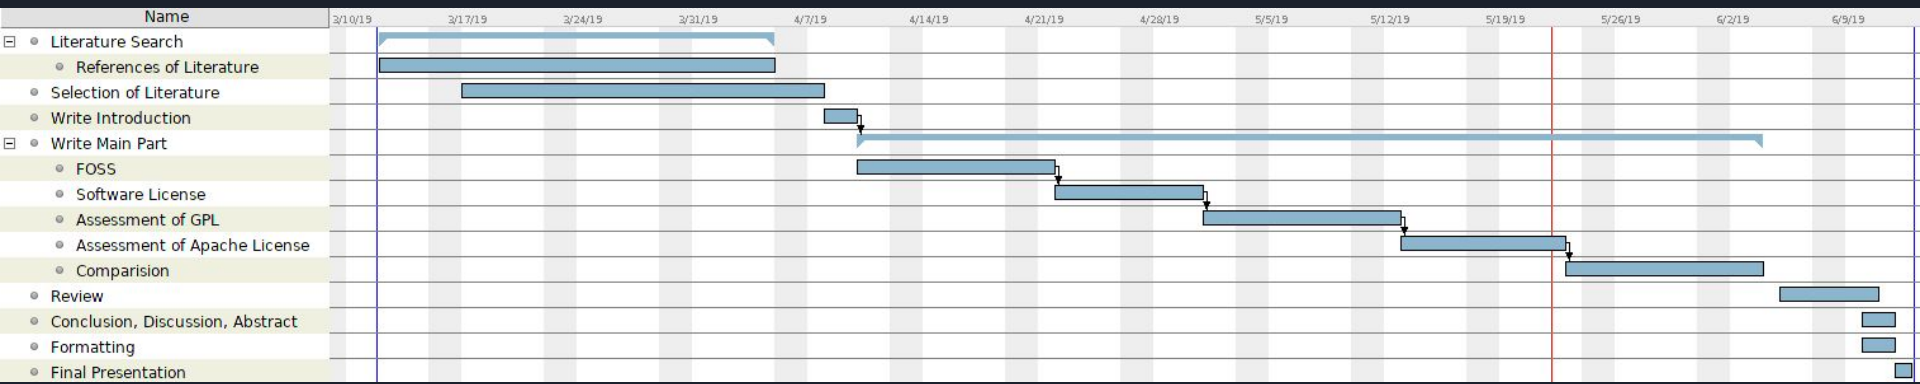 Name 3/10/19 3/17/19 3/24/19 3/31/19 4/7/19 4/14/19 4/21/19 4/28/19 5/5/19 5/12/19 5/19/19 5/26/19 6/2/19 6/9/19
Literature Search
References of Literature
Selection of Literature
Write Introduction
Write Main Part
FOSS
Software License
Assessment of GPL
Assessment of Apache License
Comparision
Review
Conclusion, Discussion, Abstract
Formatting
Final Presentation